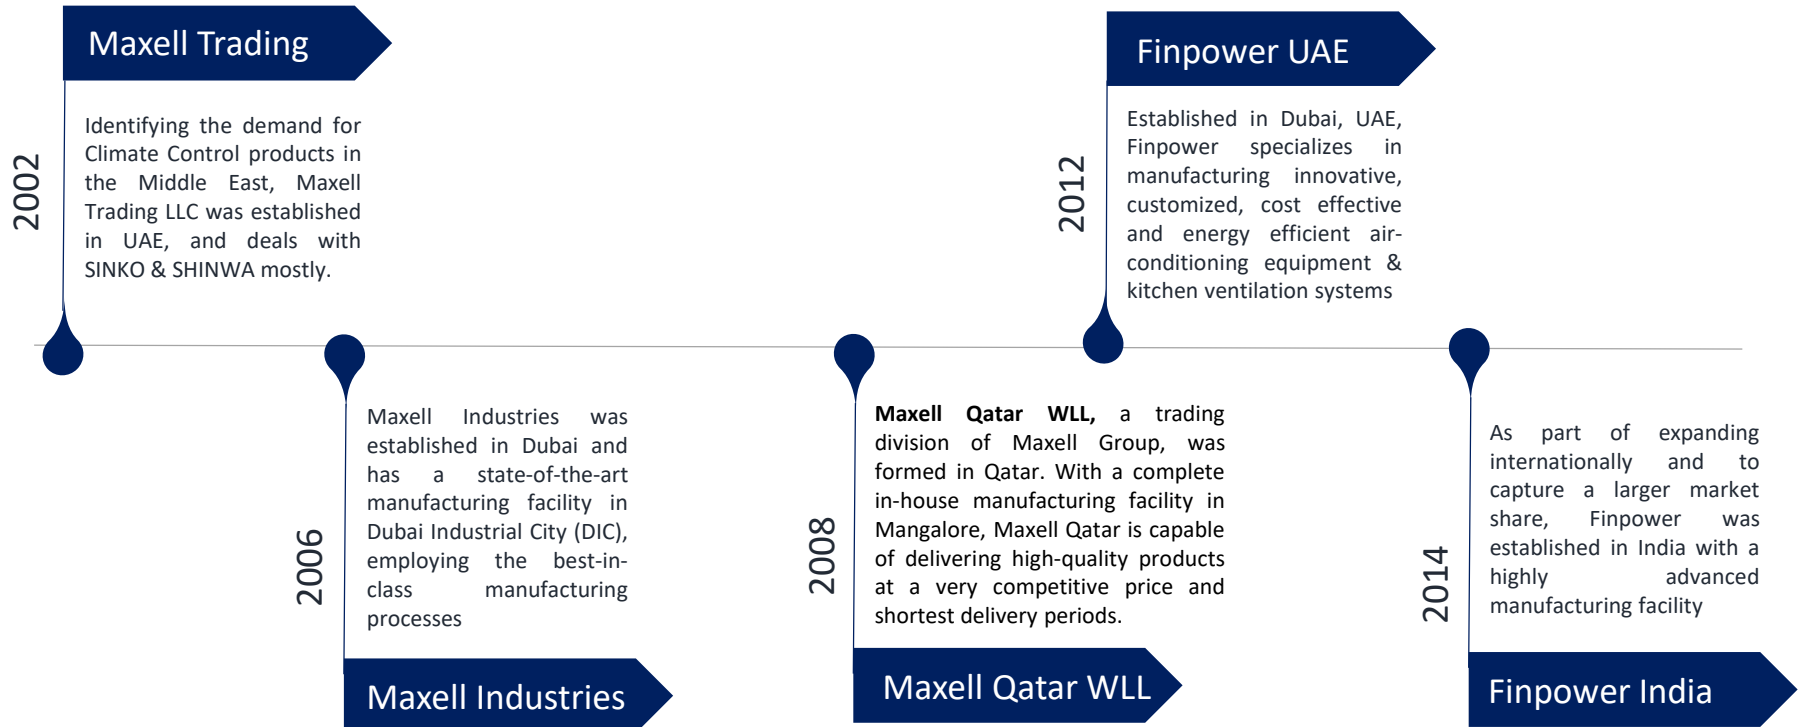 Maxell Trading
2002
Identifying the demand for
Climate Control products in
the Middle East, Maxell
Trading LLC was established
in UAE, and deals with
SINKO & SHINWA mostly.
2006
Maxell Industries was
established in Dubai and
has a state-of-the-art
manufacturing facility in
Dubai Industrial City (DIC),
employing the best-in-
class manufacturing
processes
Maxell Industries
2008
Maxell Qatar WLL, a trading
division of Maxell Group, was
formed in Qatar. With a complete
in-house manufacturing facility in
Mangalore, Maxell Qatar is capable
of delivering high-quality products
at a very competitive price and
shortest delivery periods.
Maxell Qatar WLL
Finpower UAE
2012
Established in Dubai, UAE,
Finpower specializes in
manufacturing innovative,
customized, cost effective
and energy efficient air-
conditioning equipment &
kitchen ventilation systems
2014
As part of expanding
internationally and to
capture a larger market
share, Finpower was
established in India with a
highly advanced
manufacturing facility
Finpower India